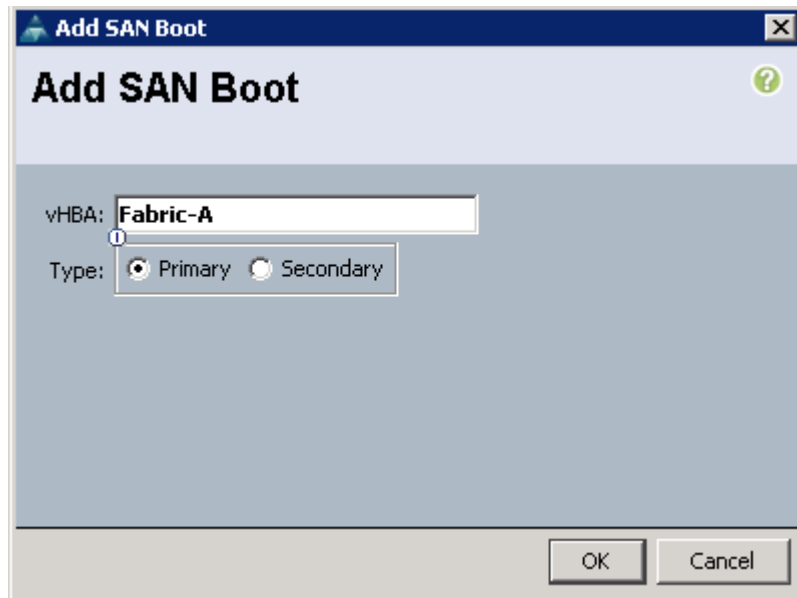 Add SAN Boot
Add SAN Boot
vHBA: Fabric-A
Type: Primary Secondary
OK Cancel